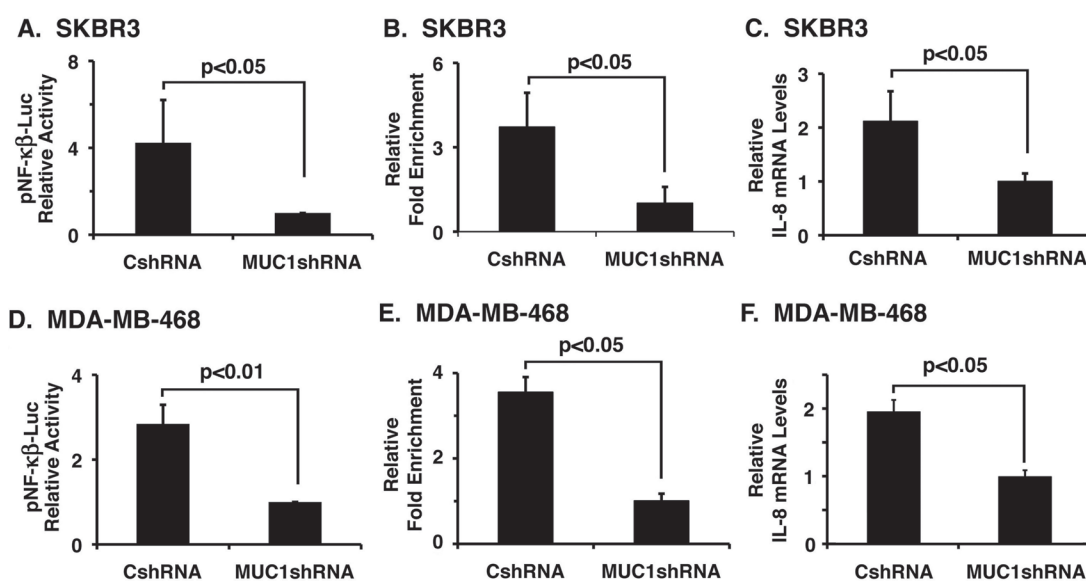 A. SKBR3
pNF-κβ-Luc
Relative Activity
8
4
0
p<0.05
CshRNA MUC1shRNA
B. SKBR3
Relative
Fold Enrichment
6
3
0
p<0.05
CshRNA MUC1shRNA
C. SKBR3
Relative
IL-8 mRNA Levels
3
2
1
0
p<0.05
CshRNA MUC1shRNA
D. MDA-MB-468
pNF-κβ-Luc
Relative Activity
4
2
0
p<0.01
CshRNA MUC1shRNA
E. MDA-MB-468
Relative
Fold Enrichment
4
2
0
p<0.05
CshRNA MUC1shRNA
F. MDA-MB-468
Relative
IL-8 mRNA Levels
2
1
0
p<0.05
CshRNA MUC1shRNA